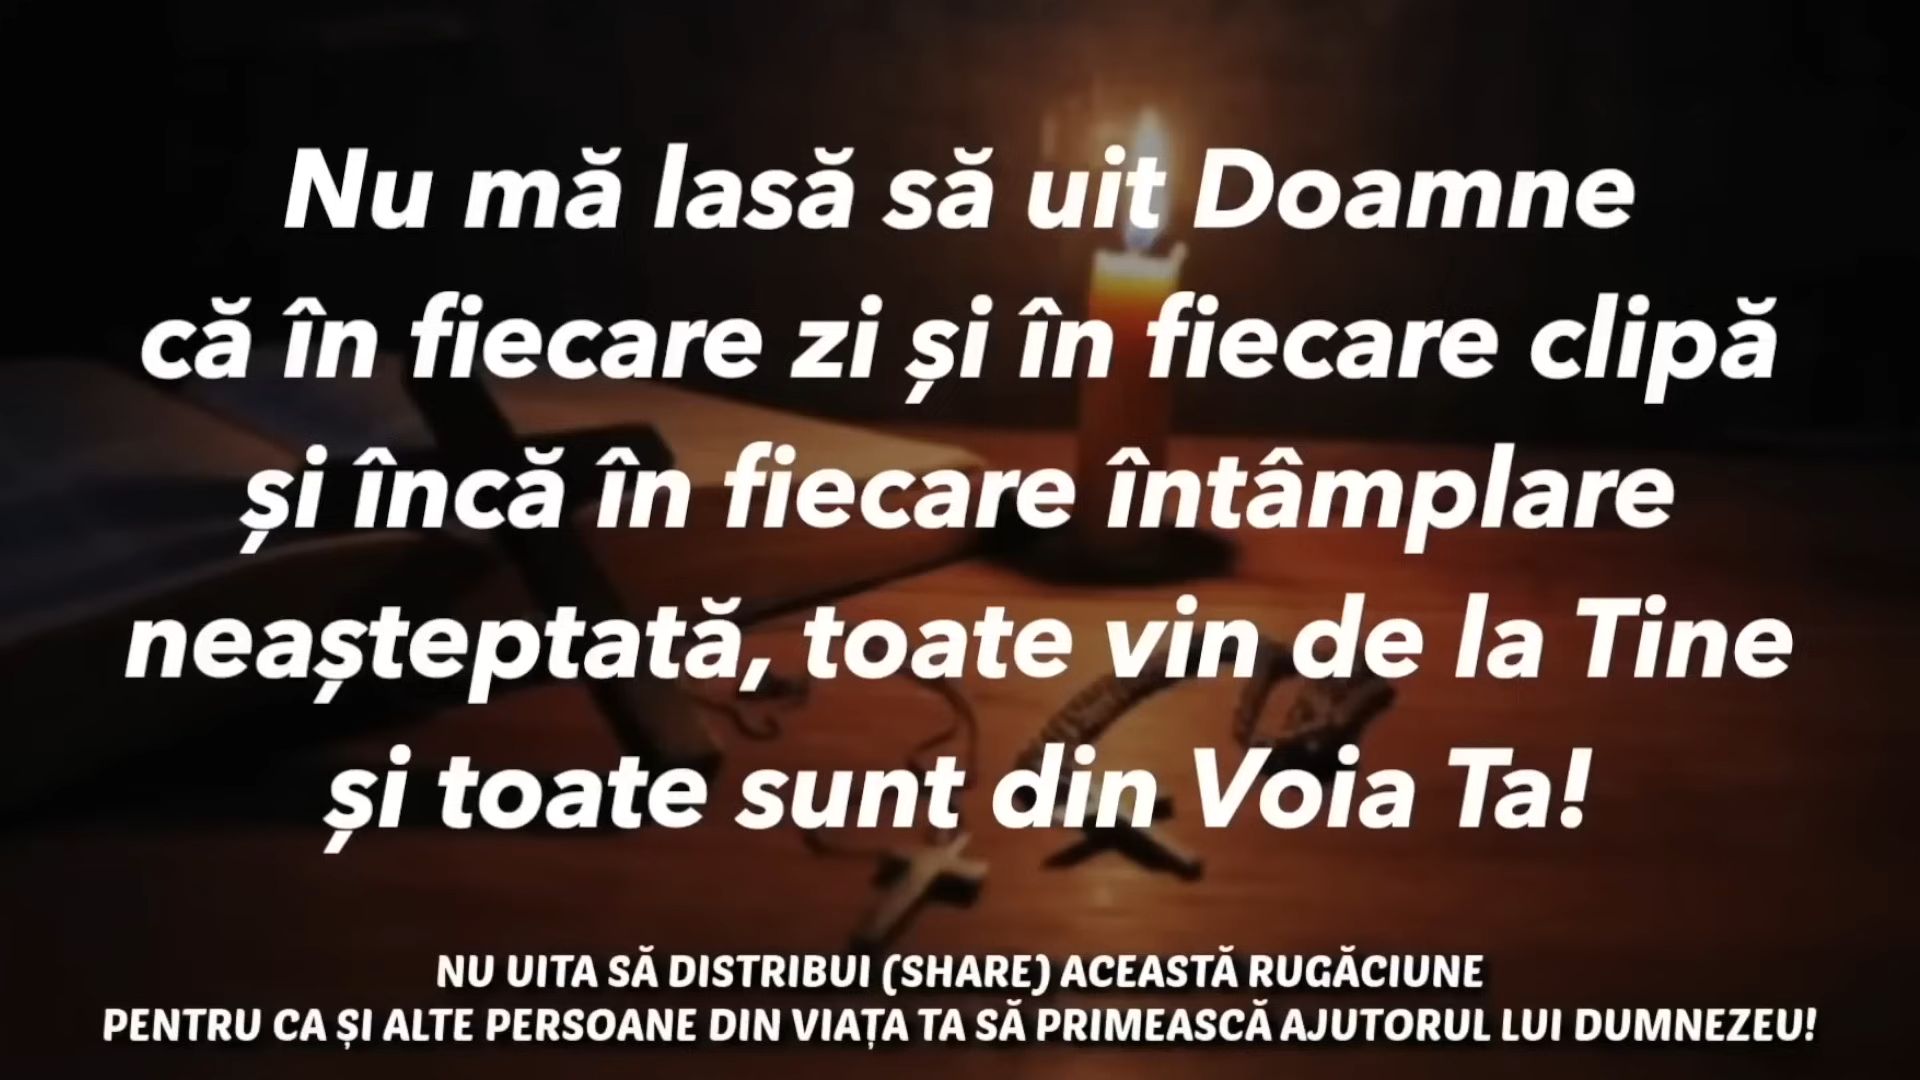 Nu mă lasă să uit Doamne
că în fiecare zi și în fiecare clipă
și încă în fiecare întâmplare
neașteptată, toate vin de la Tine
și toate sunt din Voia Ta!
NU UITA SĂ DISTRIBUI (SHARE) ACEASTĂ RUGĂCIUNE
PENTRU CA ȘI ALTE PERSOANE DIN VIAȚA TA SĂ PRIMEASCĂ AJUTORUL LUI DUMNEZEU!